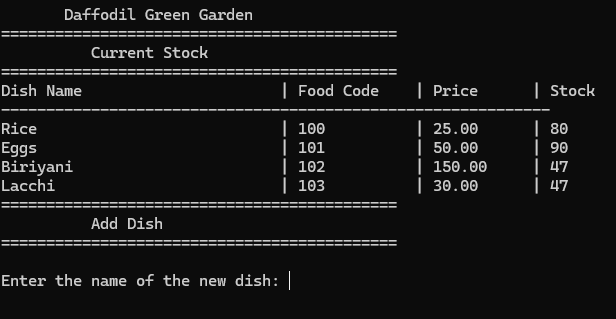 Daffodil Green Garden
============================================
Current Stock
============================================
Dish Name | Food Code | Price | Stock
-------------------------------------------------------------
Rice | 100 | 25.00 | 80
Eggs | 101 | 50.00 | 90
Biriyani | 102 | 150.00 | 47
Lacchi | 103 | 30.00 | 47
============================================
Add Dish
============================================
Enter the name of the new dish: